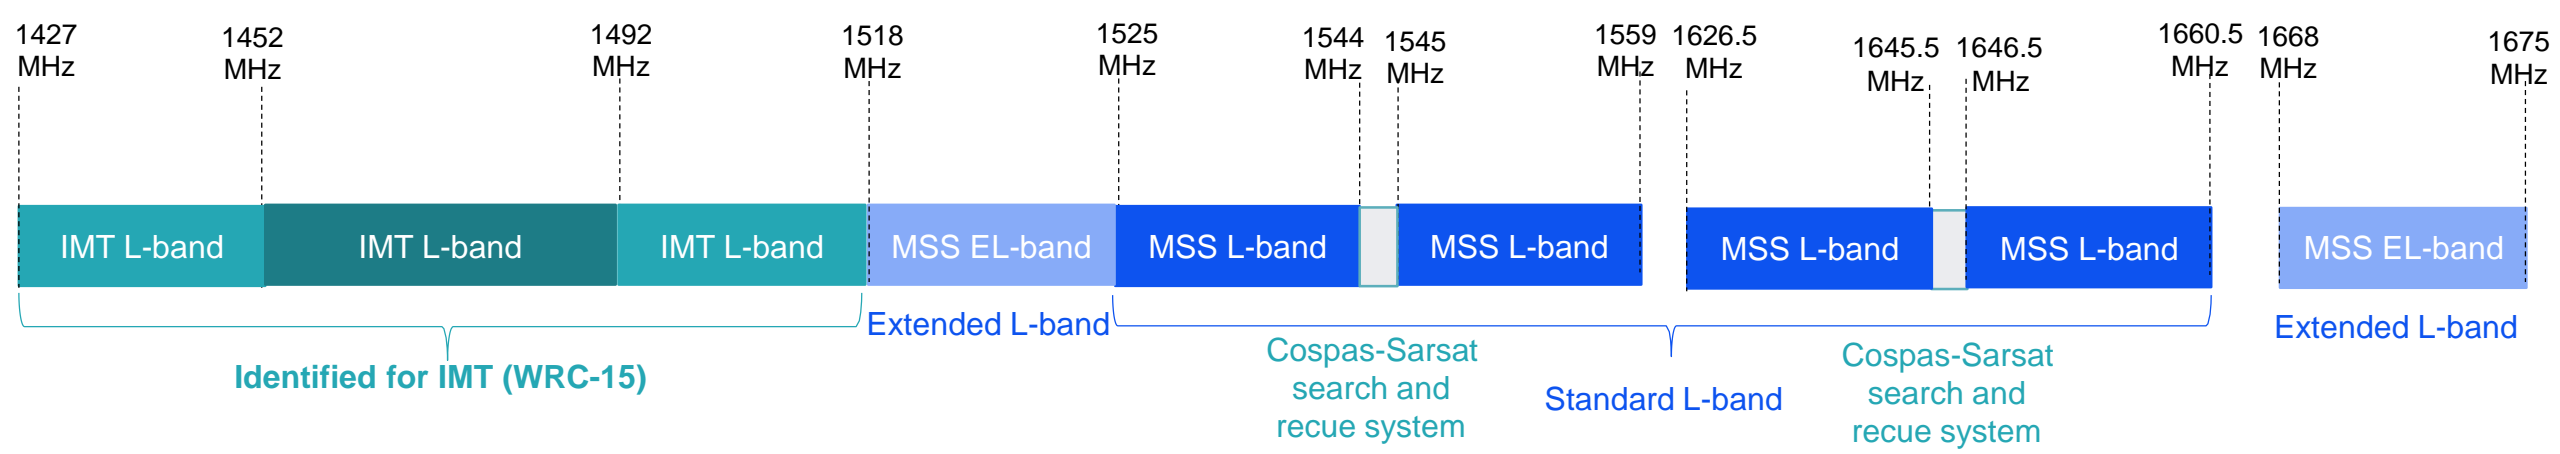 1427
MHz
1452
MHz
1492
MHz
1518
MHz
1525
MHz
1544
MHz
1545
MHz
1559
MHz
1626.5
MHz
1645.5
MHz
1646.5
MHz
1660.5
MHz
1668
MHz
1675
MHz
IMT L-band
IMT L-band
IMT L-band
MSS EL-band
MSS L-band
MSS L-band
MSS L-band
MSS L-band
MSS EL-band
Identified for IMT (WRC-15)
Extended L-band
Cospas-Sarsat
search and
recue system
Standard L-band
Cospas-Sarsat
search and
recue system
Extended L-band